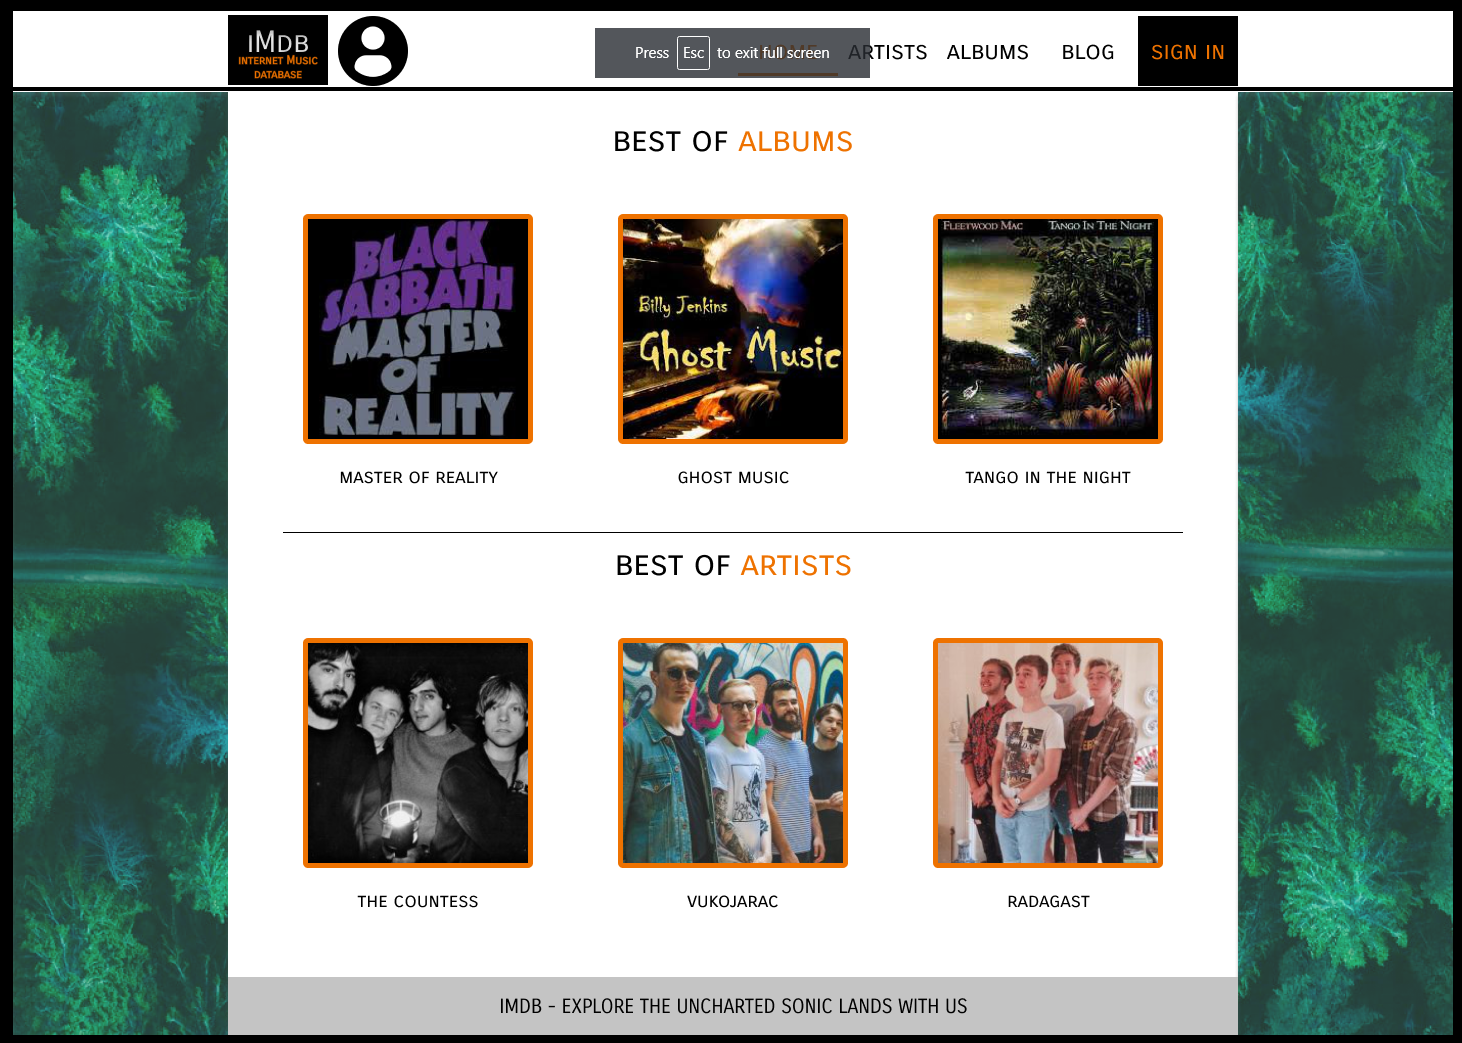 iMDB
INTERNET MUSIC
DATABASE
Press Esc to exit full screen
HOME
ARTISTS
ALBUMS
BLOG
SIGN IN
BEST OF ALBUMS
BLACK
SABBATH
MASTER
OF
REALITY
Billy Jenkins
Ghost Music
FLEETWOOD MAC TANGO IN THE NIGHT
MASTER OF REALITY
GHOST MUSIC
TANGO IN THE NIGHT
BEST OF ARTISTS
THE COUNTESS
VUKOJARAC
RADAGAST
IMDB - EXPLORE THE UNCHARTED SONIC LANDS WITH US